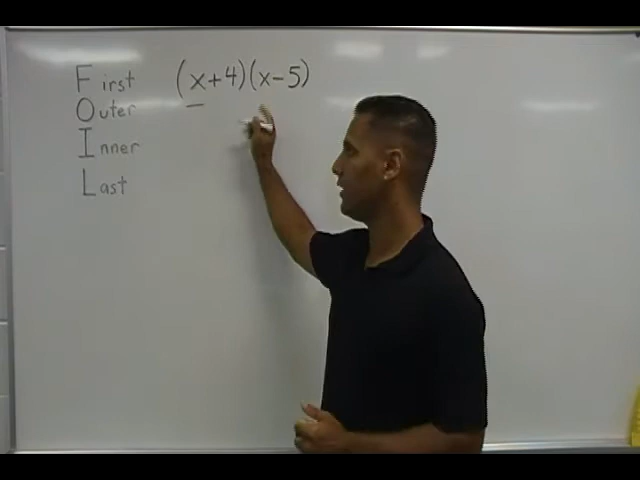 First (x+4)(x-5)
Outer
Inner
Last